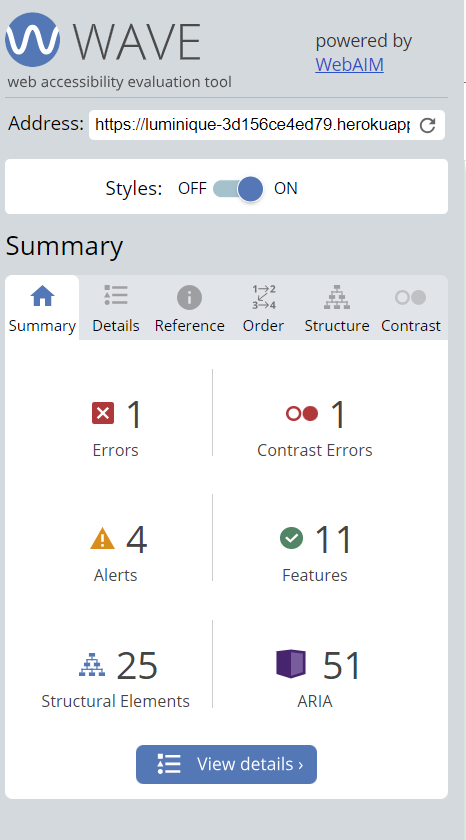 WAVE
powered by
WebAIM
web accessibility evaluation tool
Address: https://luminique-3d156ce4ed79.herokuapp
Styles: OFF ON
Summary
Summary Details Reference Order Structure Contrast
1 1
Errors Contrast Errors
4 11
Alerts Features
25 51
Structural Elements ARIA
View details ›